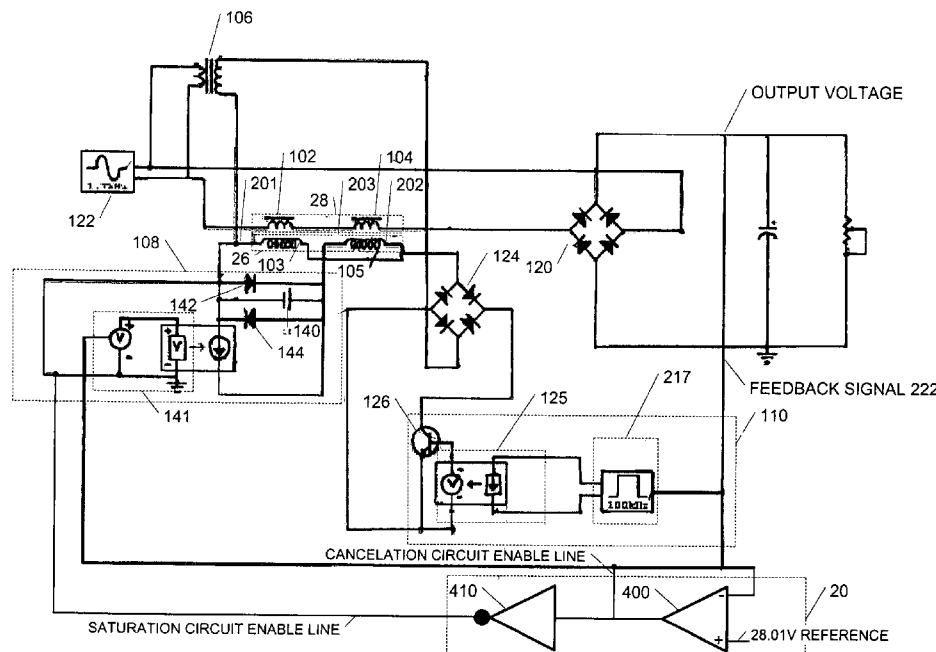 106
OUTPUT VOLTAGE
102
104
201
203
202
28
122
26
103
105
124
120
108
142
140
144
V
V
141
126
125
217
110
FEEDBACK SIGNAL 222
V
100kHz
CANCELATION CIRCUIT ENABLE LINE
410
400
20
SATURATION CIRCUIT ENABLE LINE
28.01V REFERENCE